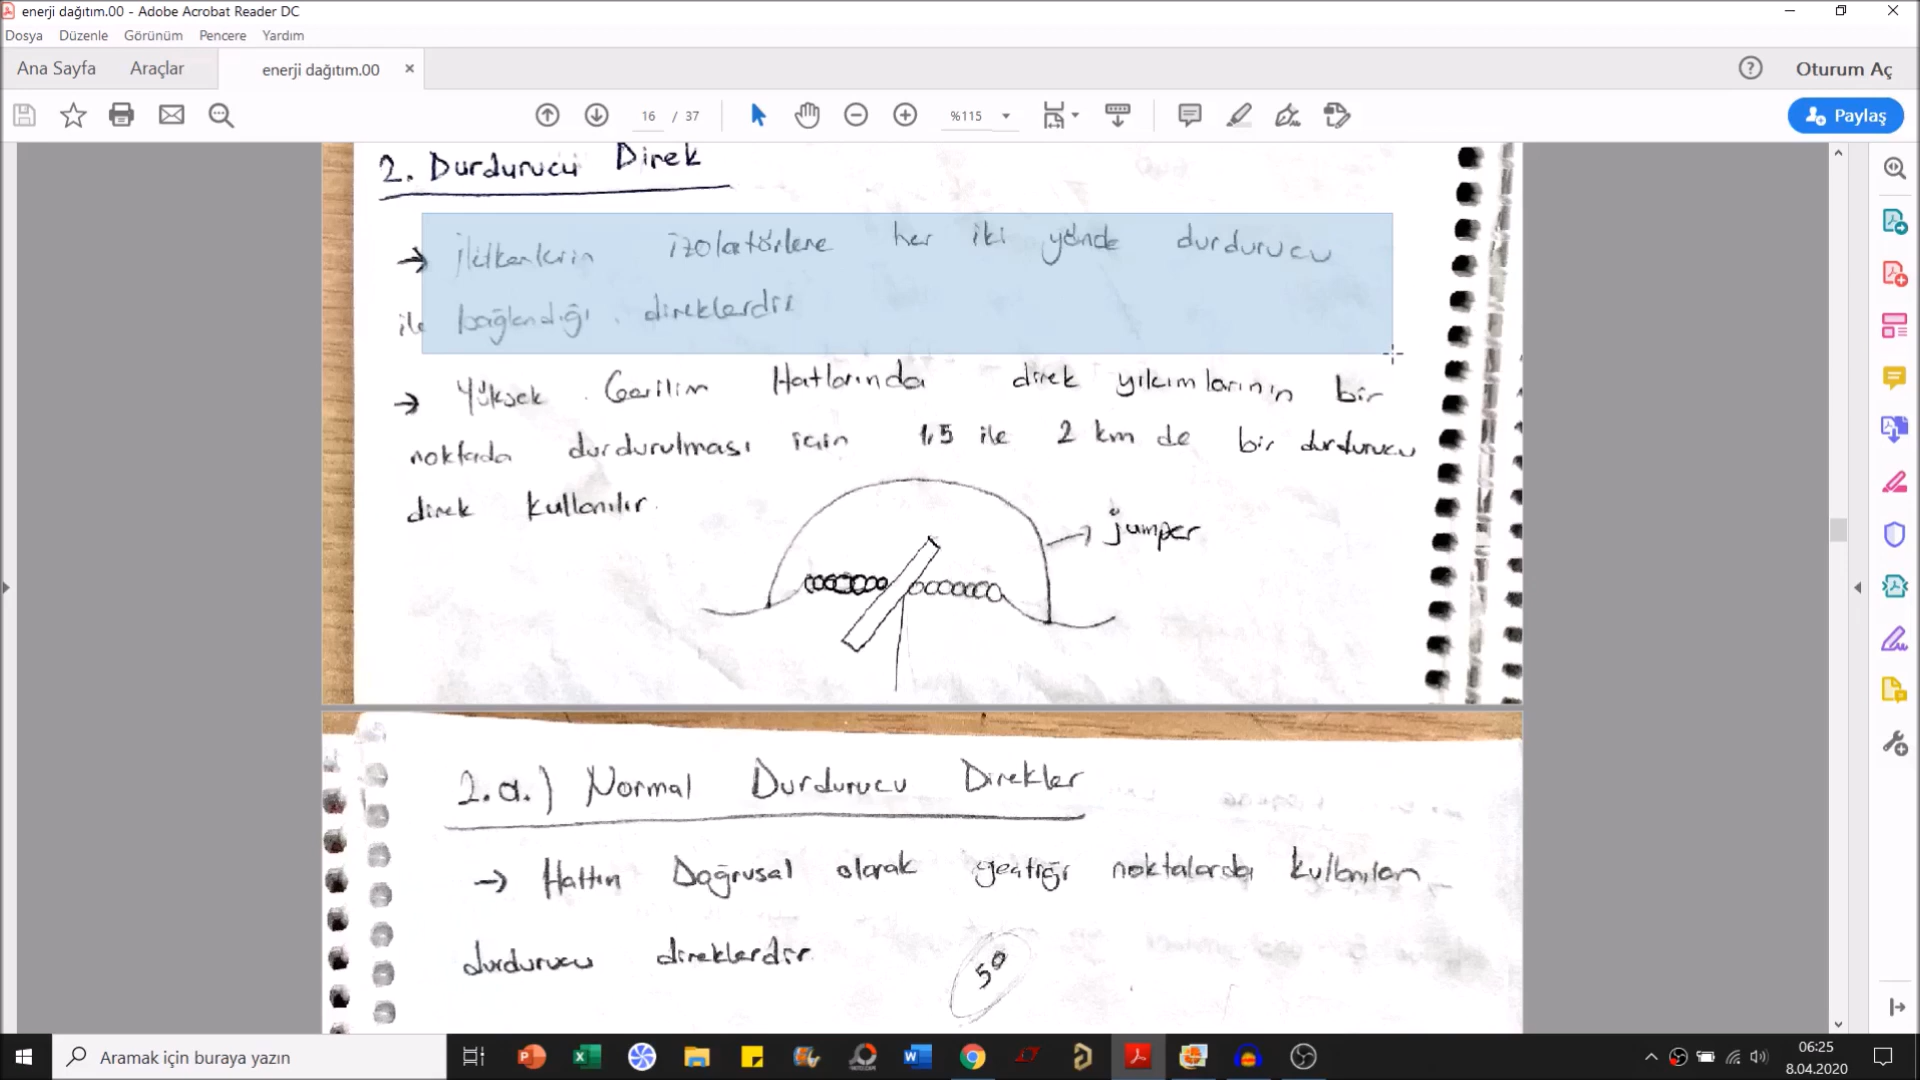 enerji dağıtım.00 - Adobe Acrobat Reader DC
Dosya Düzenle Görünüm Pencere Yardım
Ana Sayfa Araçlar enerji dağıtım.00 × Oturum Aç
16 / 37 %115 Paylaş
2. Durdurucu Direk
→ İletkenlerin izolatörlere her iki yönde durdurucu
ile bağlandığı direklerdir
→ Yüksek Gerilim Hatlarında direk yıkımlarının bir
noktada durdurulması için 1,5 ile 2 km de bir durdurucu
direk kullanılır.
→ jumper
2.a.) Normal Durdurucu Direkler
→ Hattın Doğrusal olarak geçtiği noktalarda kullanılan
durdurucu direklerdir.
5°
Aramak için buraya yazın
06:25
8.04.2020